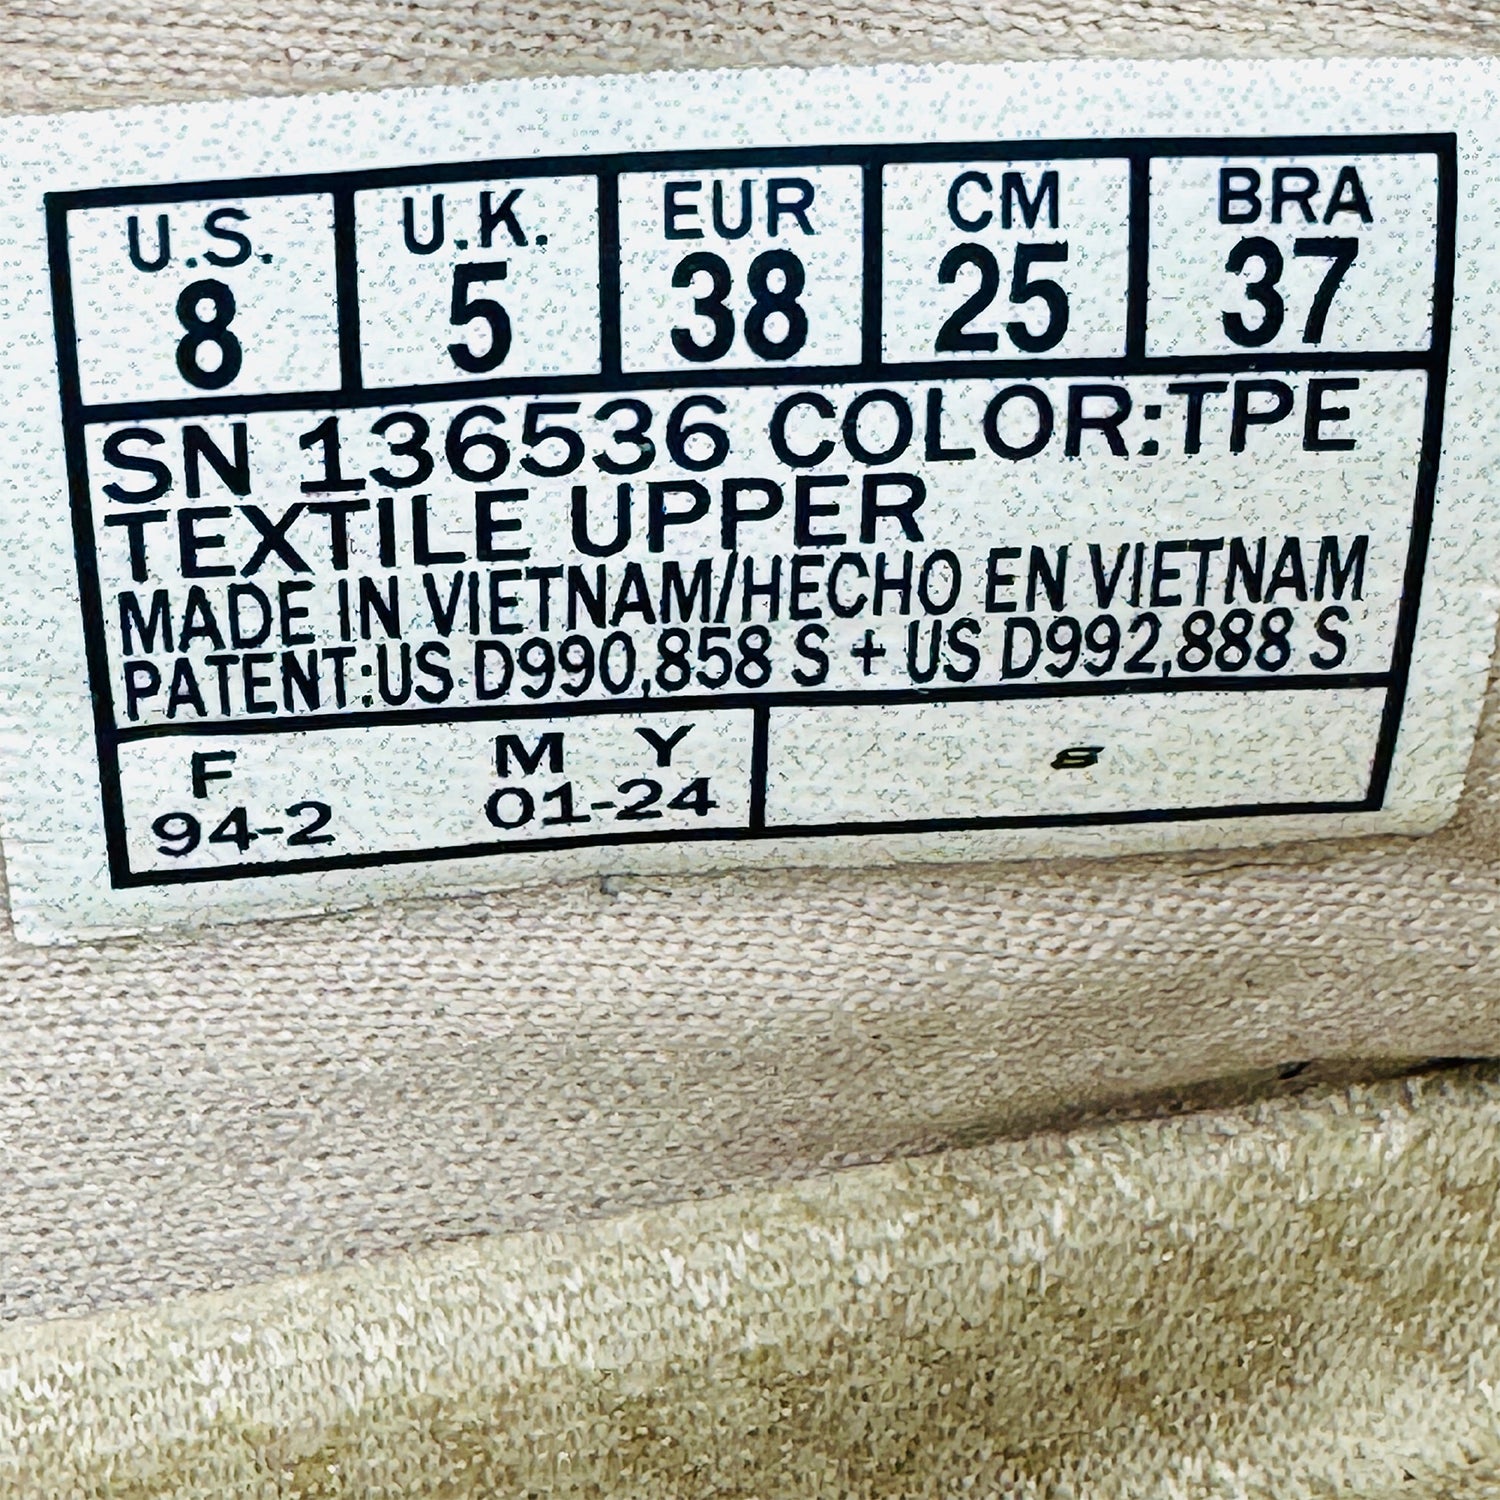 U.S. U.K. EUR CM BRA
8 5 38 25 37
SN 136536 COLOR:TPE
TEXTILE UPPER
MADE IN VIETNAM/HECHO EN VIETNAM
PATENT:US D990,858 S + US D992,888 S
F M Y
94-2 01-24